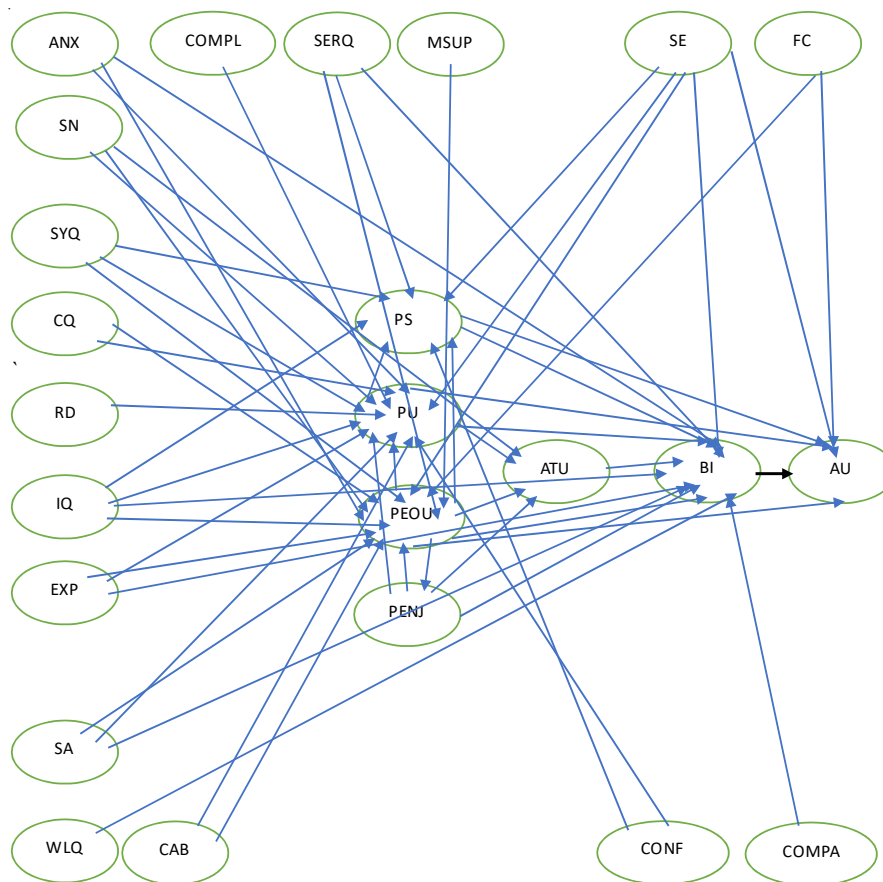 ANX
COMPL
SERQ
MSUP
SE
FC
SN
SYQ
CQ
PS
RD
PU
ATU
BI
AU
IQ
PEOU
EXP
PENJ
SA
WLQ
CAB
CONF
COMPA